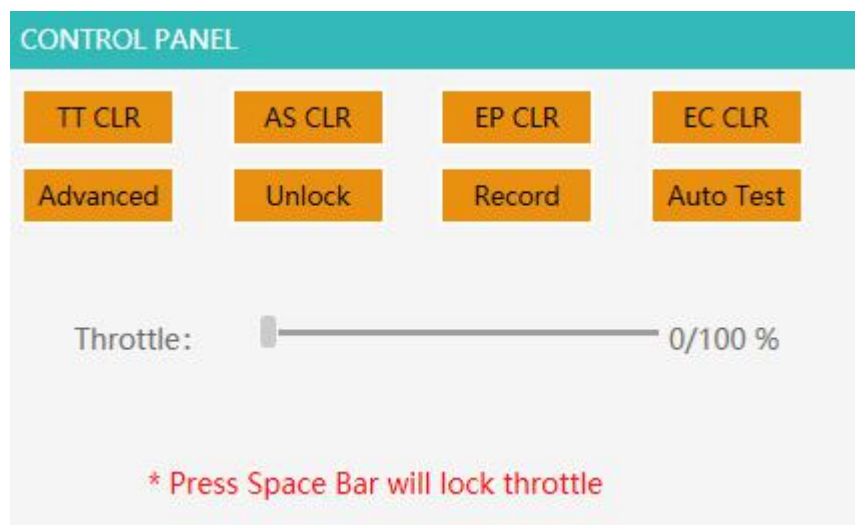 CONTROL PANEL
TT CLR AS CLR EP CLR EC CLR
Advanced Unlock Record Auto Test
Throttle: 0/100 %
* Press Space Bar will lock throttle